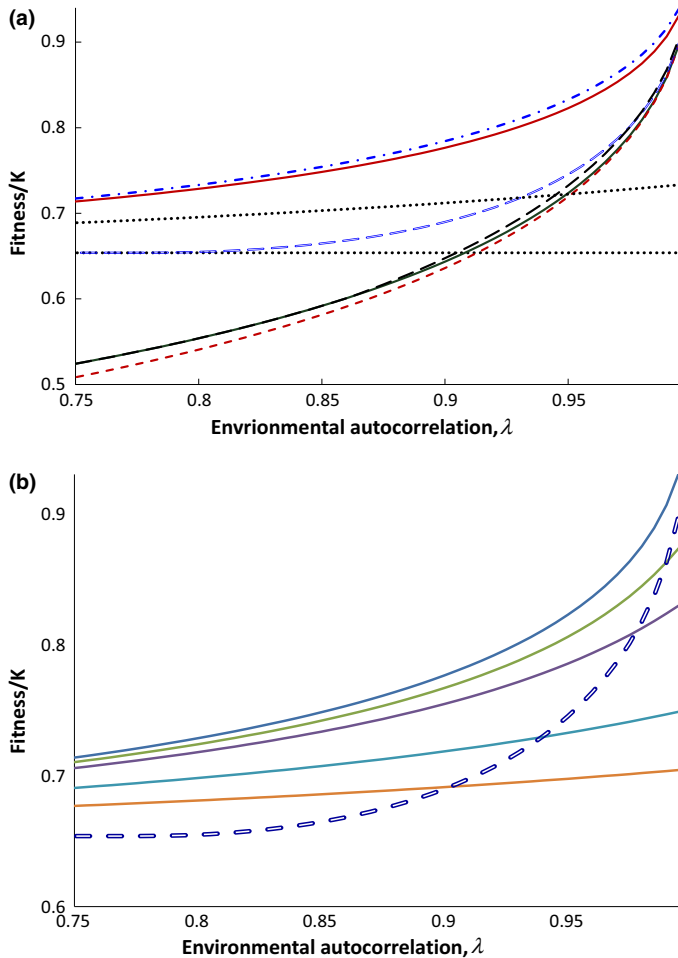 (a)
0.9
0.8
0.7
0.6
0.5
Fitness/K
0.75 0.8 0.85 0.9 0.95
Envrionmental autocorrelation, λ
(b)
0.9
0.8
0.7
0.6
Fitness/K
0.75 0.8 0.85 0.9 0.95
Environmental autocorrelation, λ